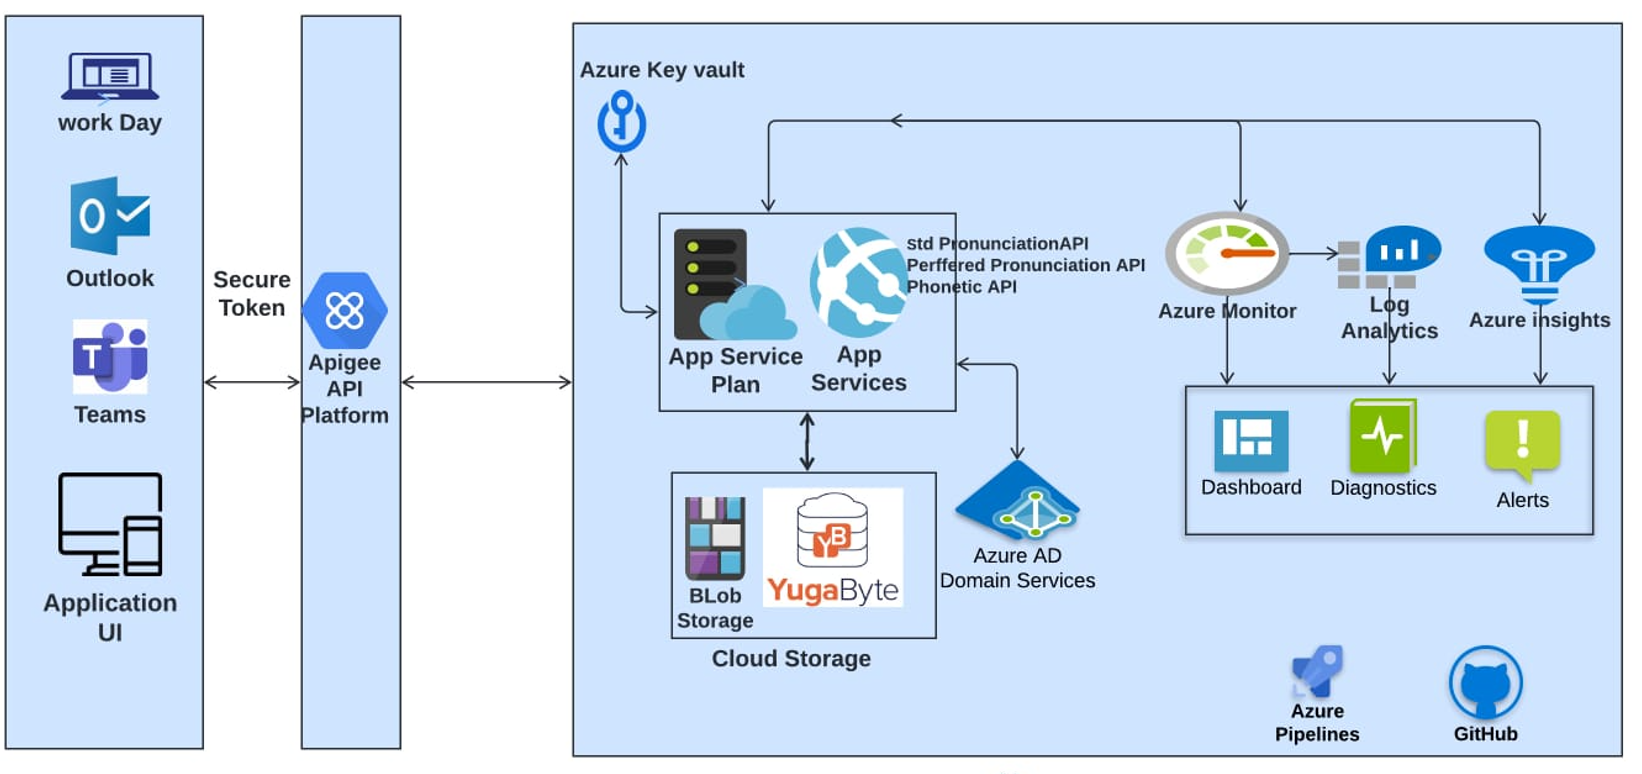 work Day
Outlook
T
Teams
Application
UI
Secure
Token
Apigee
API
Platform
Azure Key vault
App Service
Plan
App
Services
std PronunciationAPI
Perffered Pronunciation API
Phonetic API
BLob
Storage
YB
YugaByte
Cloud Storage
Azure AD
Domain Services
Azure Monitor
Log
Analytics
Azure insights
Dashboard
Diagnostics
!
Alerts
Azure
Pipelines
GitHub